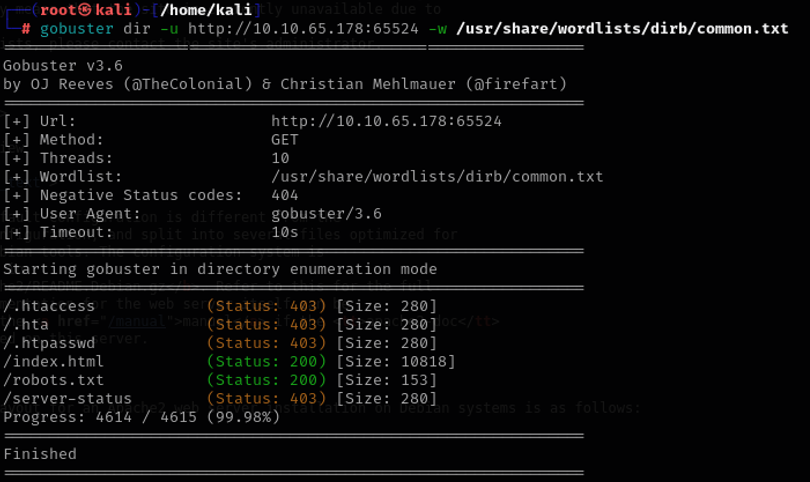 (root㉿kali)-[/home/kali]
# gobuster dir -u http://10.10.65.178:65524 -w /usr/share/wordlists/dirb/common.txt
Gobuster v3.6
by OJ Reeves (@TheColonial) & Christian Mehlmauer (@firefart)
[+] Url: http://10.10.65.178:65524
[+] Method: GET
[+] Threads: 10
[+] Wordlist: /usr/share/wordlists/dirb/common.txt
[+] Negative Status codes: 404
[+] User Agent: gobuster/3.6
[+] Timeout: 10s
Starting gobuster in directory enumeration mode
/.htaccess (Status: 403) [Size: 280]
/.hta (Status: 403) [Size: 280]
/.htpasswd (Status: 403) [Size: 280]
/index.html (Status: 200) [Size: 10818]
/robots.txt (Status: 200) [Size: 153]
/server-status (Status: 403) [Size: 280]
Progress: 4614 / 4615 (99.98%)
Finished